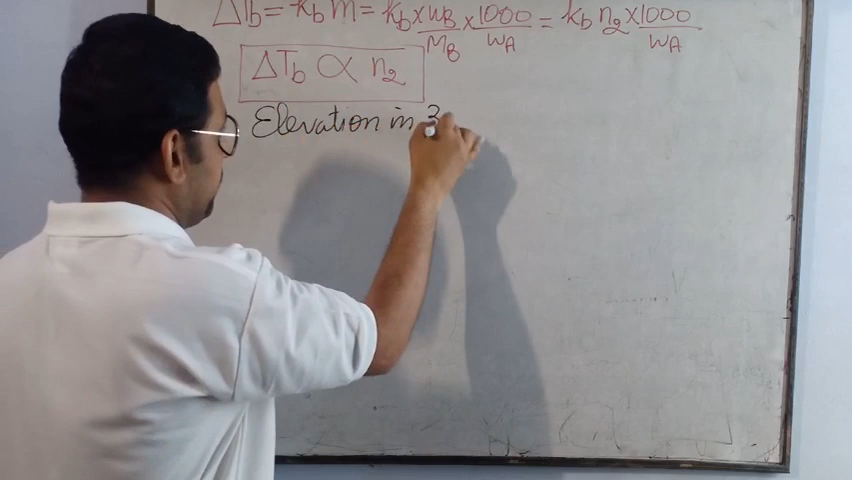 ΔTb = Kb m = Kb × WB/MB × 1000/WA = Kb n2 × 1000/WA
ΔTb ∝ n2
Elevation in